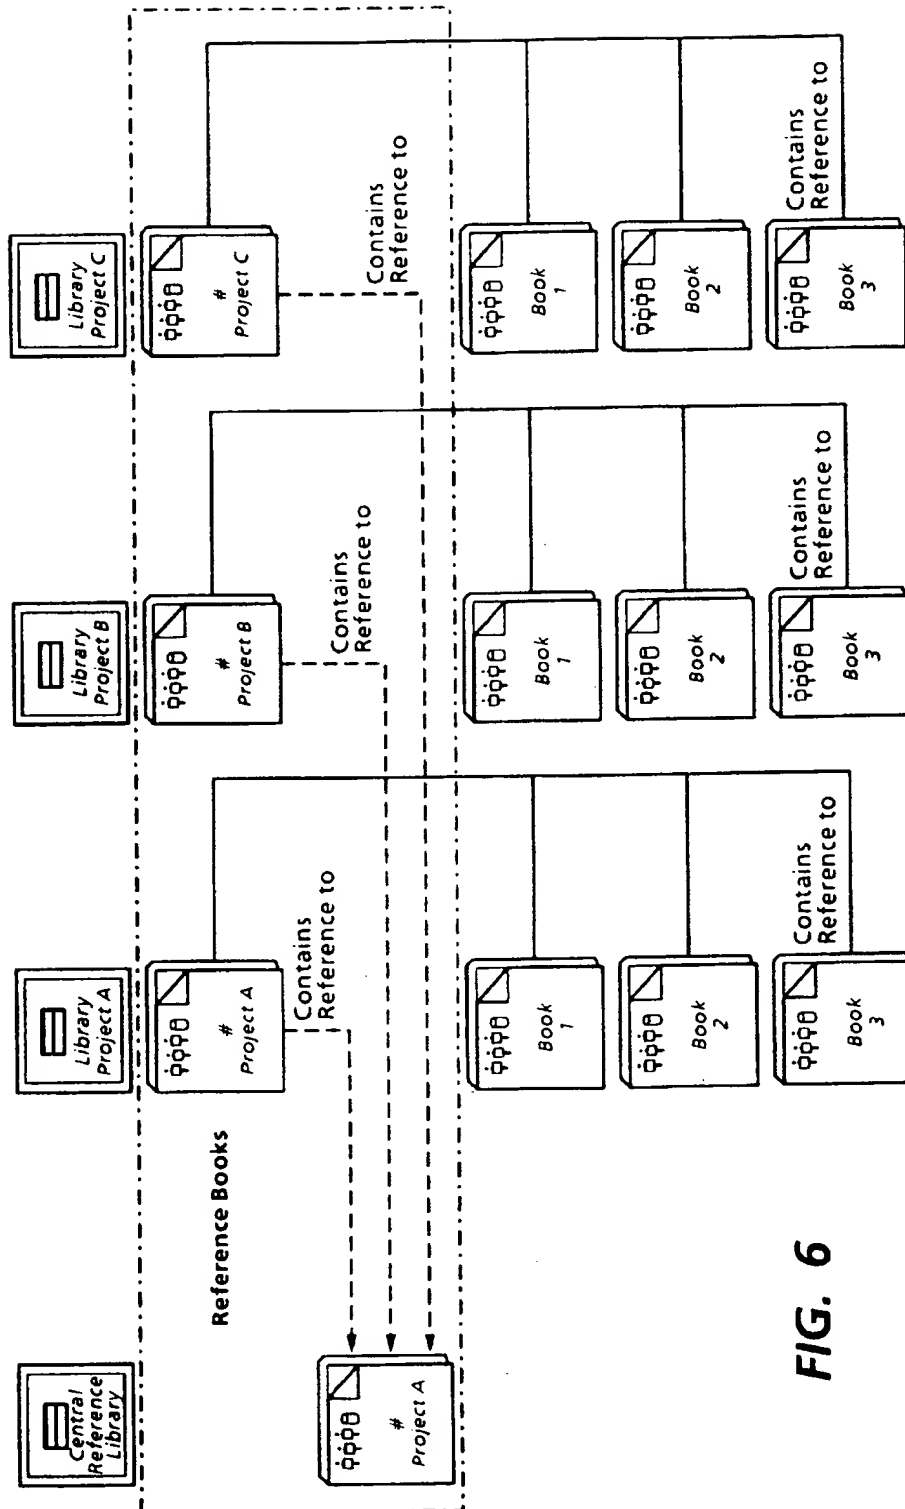 Central
Reference
Library
Library
Project A
Library
Project B
Library
Project C
Reference Books
#
Project A
#
Project B
#
Project C
#
Project A
Contains
Reference to
Contains
Reference to
Contains
Reference to
Book
1
Book
1
Book
1
Book
2
Book
2
Book
2
Contains
Reference to
Contains
Reference to
Contains
Reference to
Book
3
Book
3
Book
3
FIG. 6